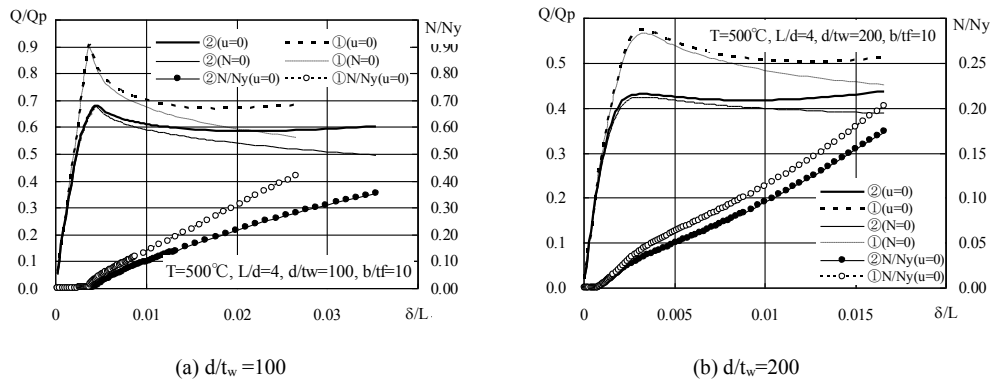 Q/Qp
N/Ny
0.9
0.8
0.7
0.6
0.5
0.4
0.3
0.2
0.1
0.0
0.90
0.70
0.60
0.50
0.40
0.30
0.20
0.10
0.00
②(u=0) ①(u=0)
②(N=0) ①(N=0)
②N/Ny(u=0) ①N/Ny(u=0)
T=500℃, L/d=4, d/tw=100, b/tf=10
0 0.01 0.02 0.03 δ/L
(a) d/tw =100
Q/Qp
N/Ny
0.6
0.5
0.4
0.3
0.2
0.1
0
0.30
0.25
0.20
0.15
0.10
0.05
0.00
T=500℃, L/d=4, d/tw=200, b/tf=10
②(u=0)
①(u=0)
②(N=0)
①(N=0)
②N/Ny(u=0)
①N/Ny(u=0)
0 0.005 0.01 0.015 δ/L
(b) d/tw=200